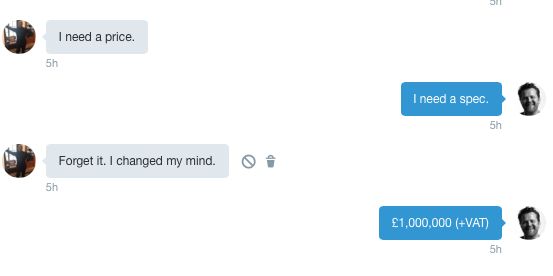 5h
I need a price.
5h
I need a spec.
5h
Forget it. I changed my mind.
5h
£1,000,000 (+VAT)
5h